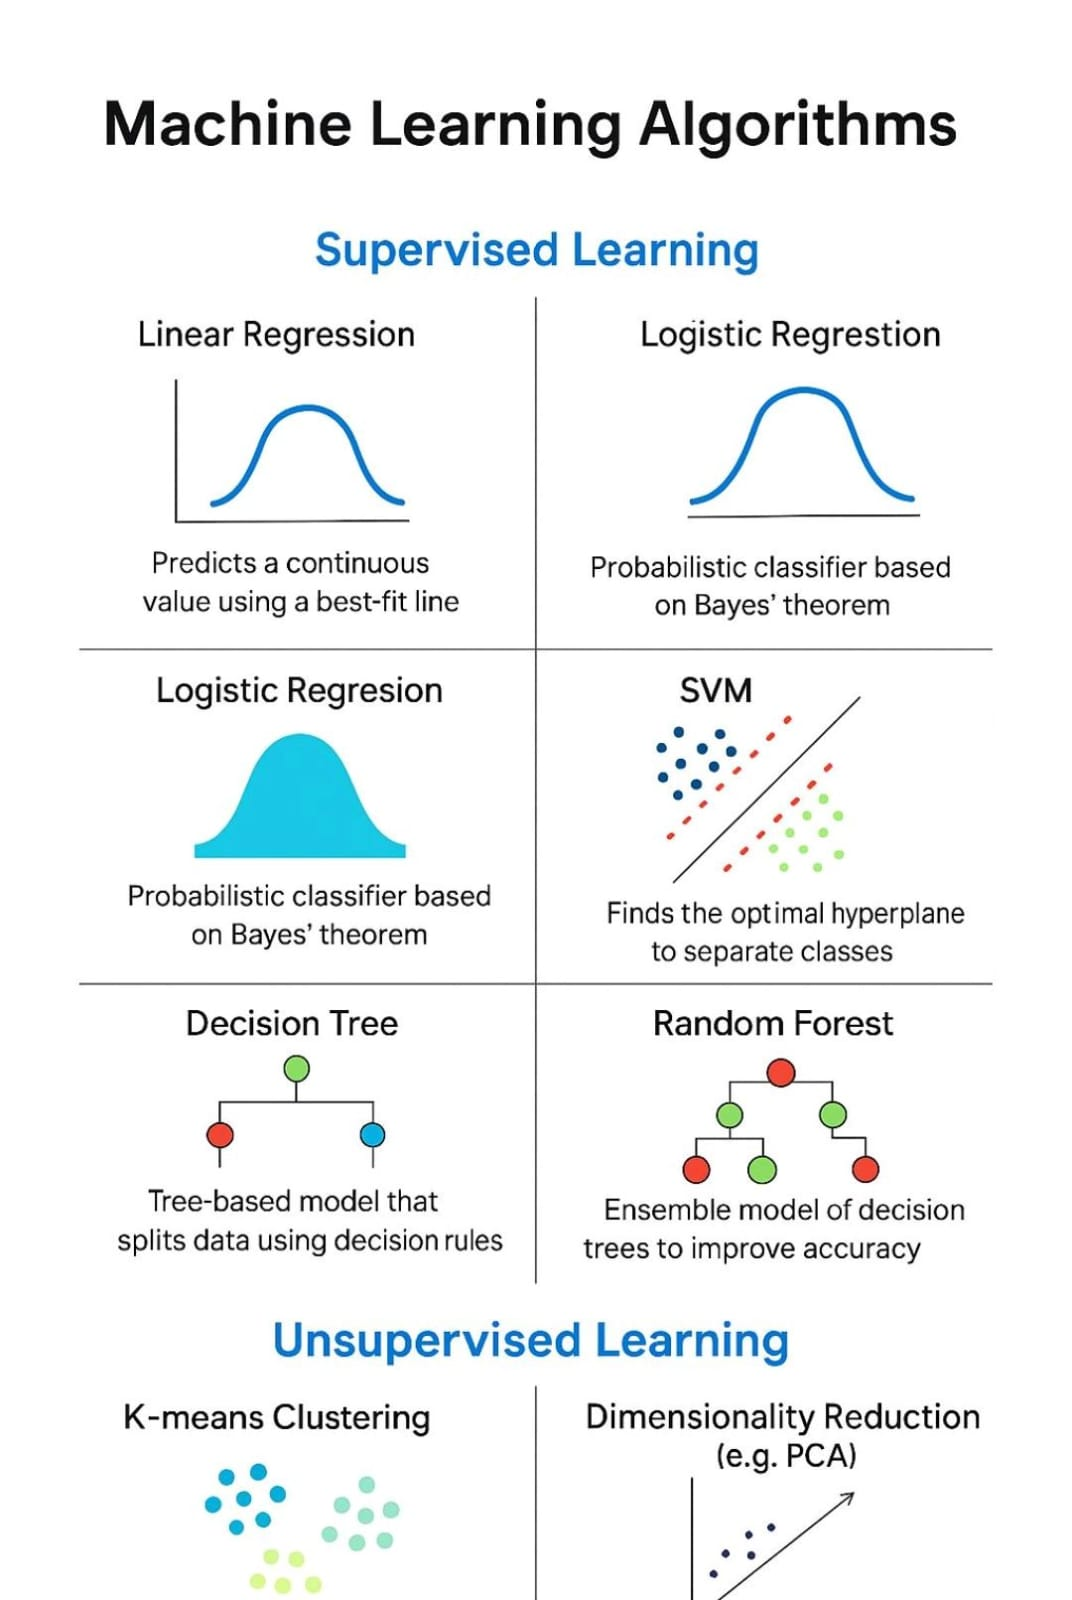 Machine Learning Algorithms
Supervised Learning
Linear Regression
Predicts a continuous
value using a best-fit line
Logistic Regrestion
Probabilistic classifier based
on Bayes’ theorem
Logistic Regresion
Probabilistic classifier based
on Bayes’ theorem
SVM
Finds the optimal hyperplane
to separate classes
Decision Tree
Tree-based model that
splits data using decision rules
Random Forest
Ensemble model of decision
trees to improve accuracy
Unsupervised Learning
K-means Clustering
Dimensionality Reduction
(e.g. PCA)